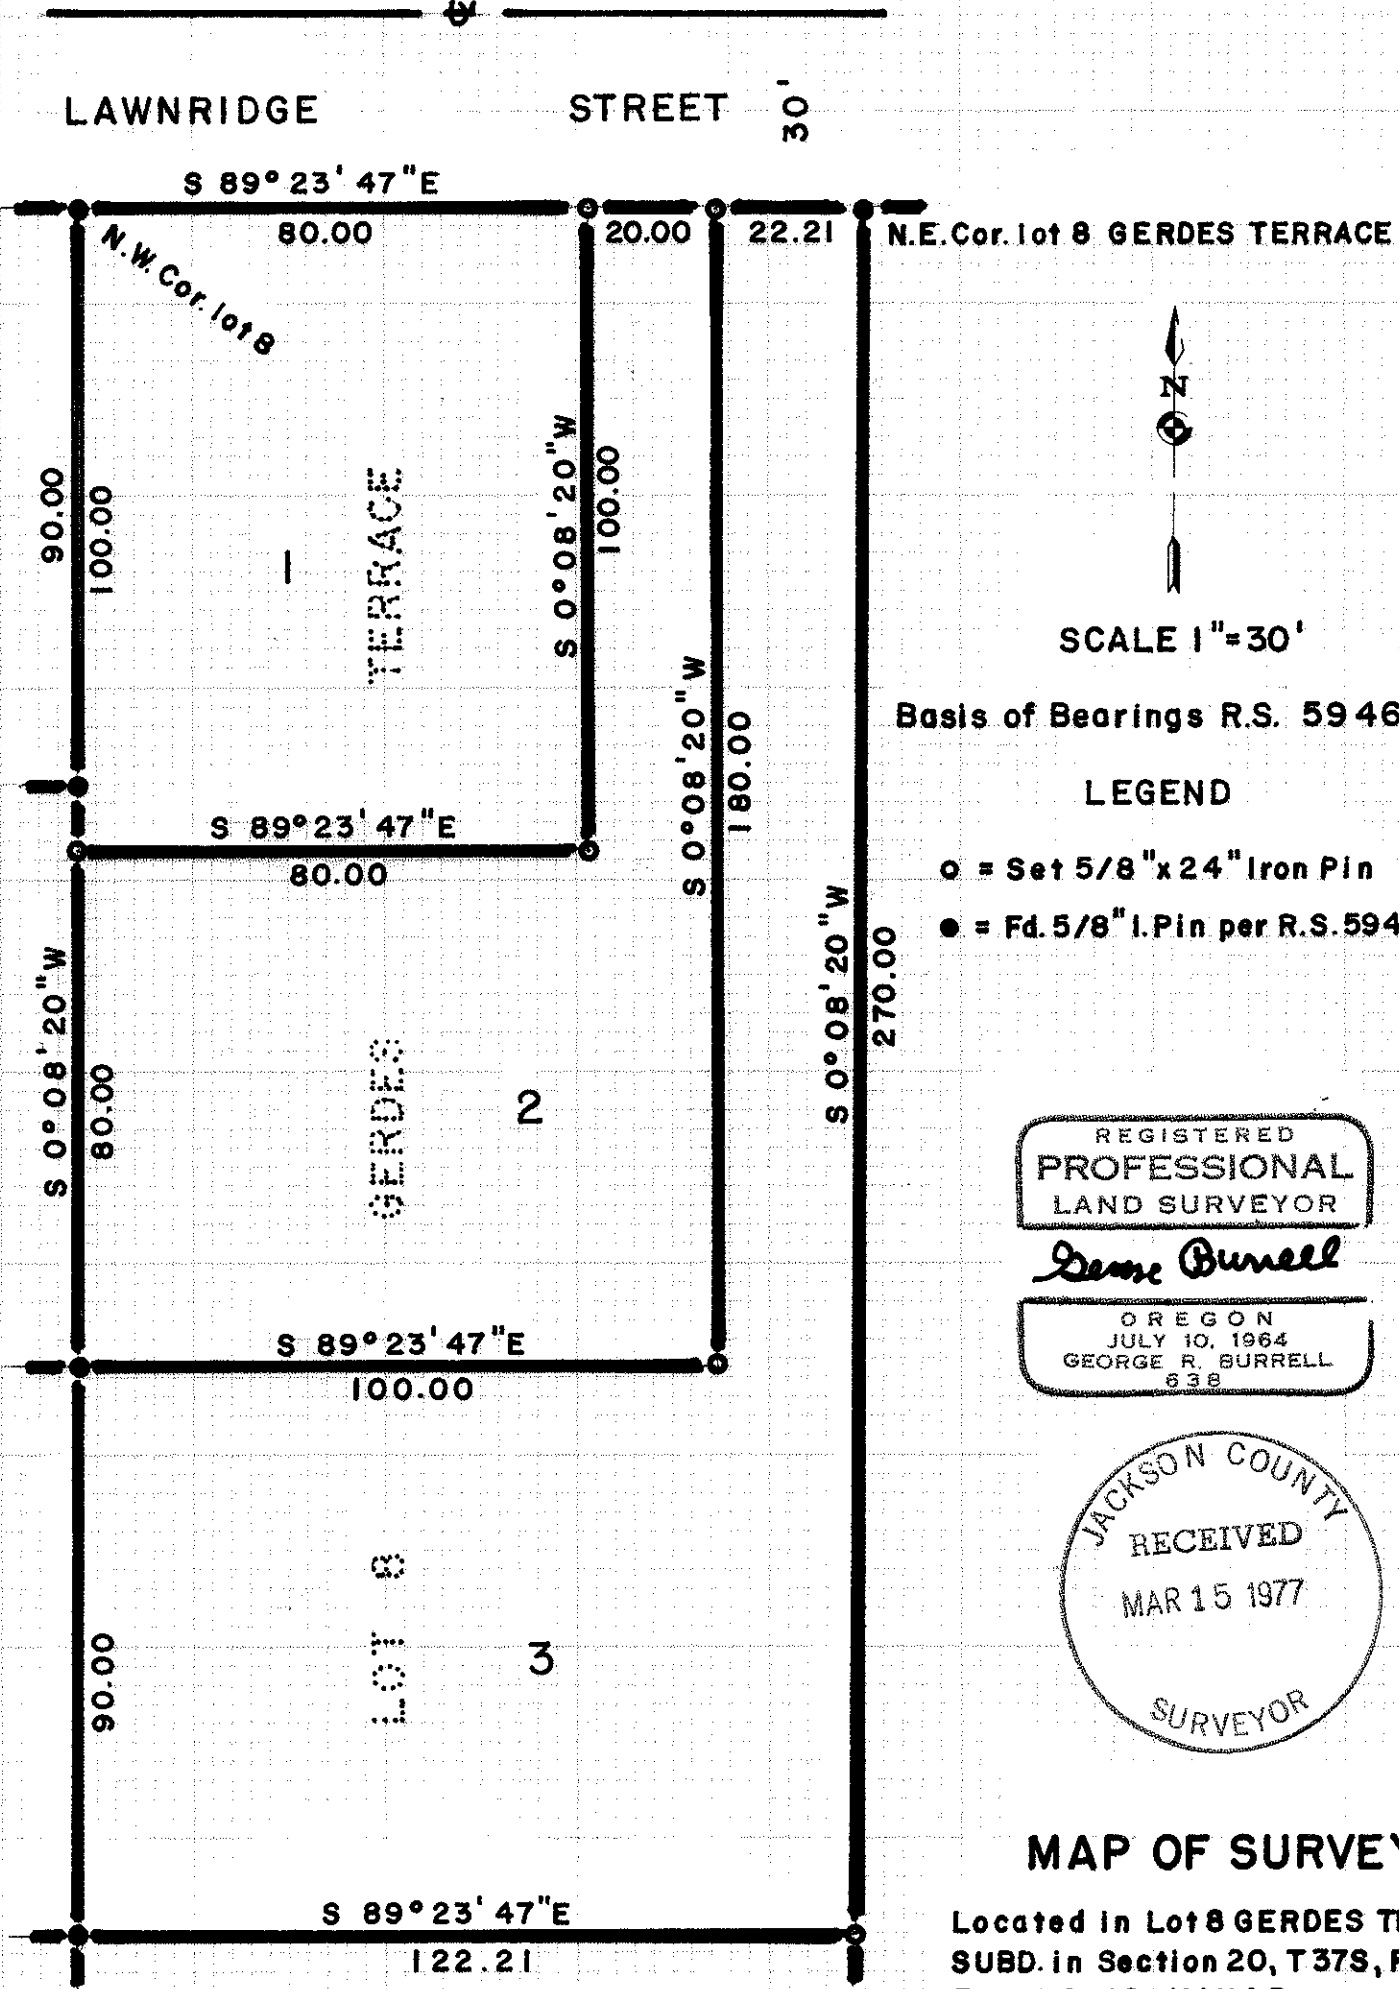 LAWNRIDGE STREET 30'
S 89° 23' 47" E
80.00 20.00 22.21
N.E. Cor. lot 8 GERDES TERRACE
N.W. Cor. lot 8
90.00
100.00
1
TERRACE
S 0° 08' 20" W
100.00
S 0° 08' 20" W
180.00
S 0° 08' 20" W
270.00
N
SCALE 1"=30'
Basis of Bearings R.S. 5946
LEGEND
= Set 5/8" x 24" Iron Pin
= Fd. 5/8" I. Pin per R.S. 594
S 89° 23' 47" E
80.00
S 0° 08' 20" W
80.00
GERDES
2
REGISTERED
PROFESSIONAL
LAND SURVEYOR
George Burrell
OREGON
JULY 10, 1964
GEORGE R. BURRELL
638
S 89° 23' 47" E
100.00
JACKSON COUNTY
RECEIVED
MAR 15 1977
SURVEYOR
90.00
LOT 8
3
S 89° 23' 47" E
122.21
MAP OF SURVEY
Located in Lot 8 GERDES TE
SUBD. in Section 20, T37S,